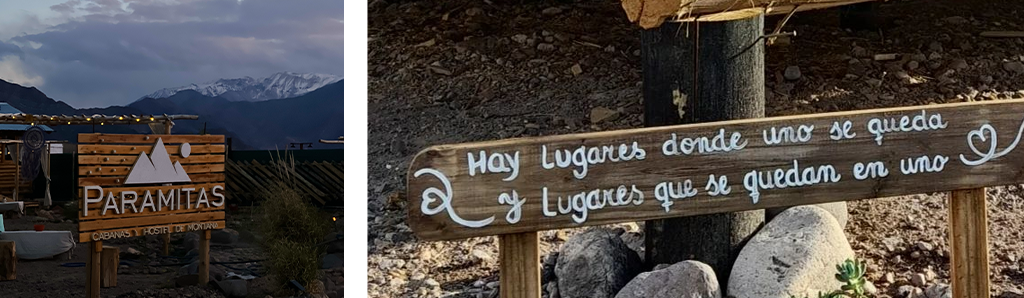 PARAMITAS
CABAÑAS Y HOSTEL DE MONTAÑA
Hay Lugares donde uno se queda
y Lugares que se quedan en uno